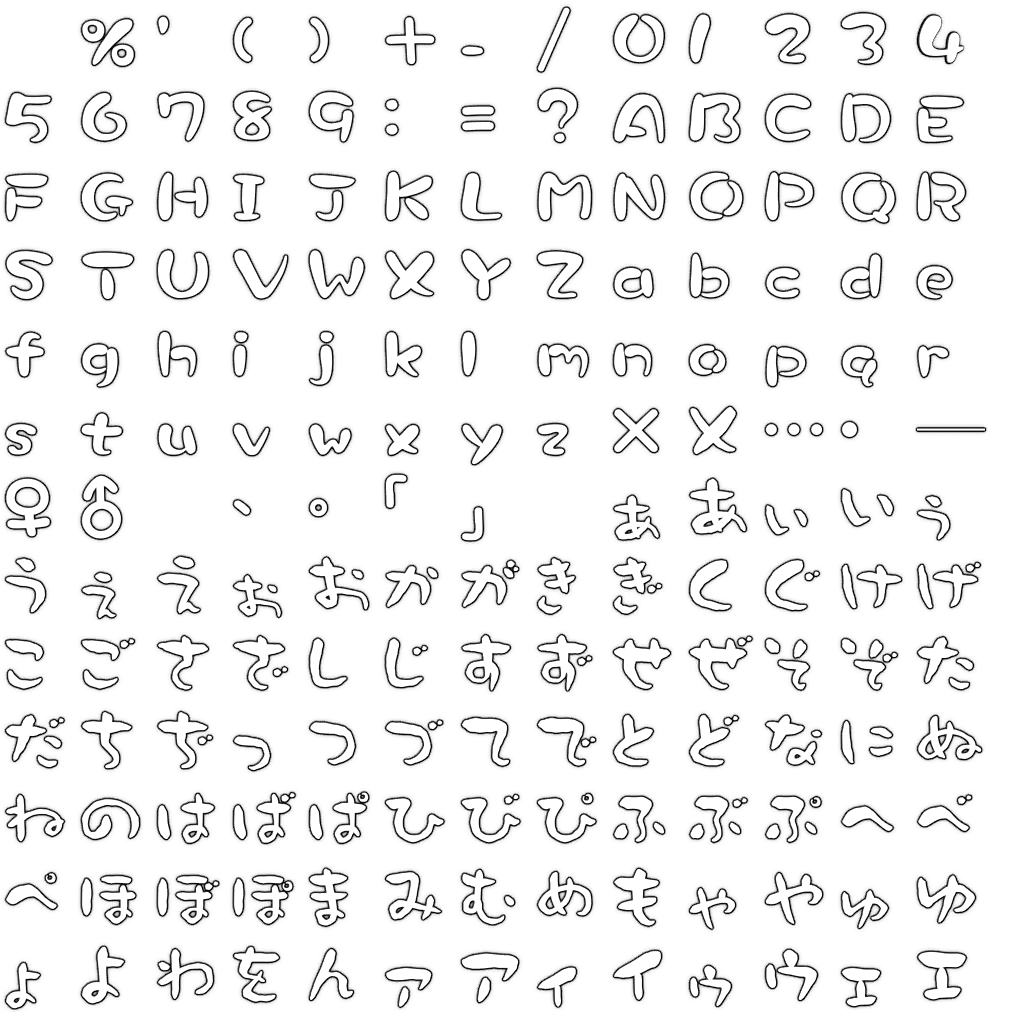 % ' ( ) + - / 0 1 2 3 4
5 6 7 8 9 : = ? A B C D E
F G H I J K L M N O P Q R
S T U V W X Y Z a b c d e
f g h i j k l m n o p q r
s t u v w x y z × X … 。 ー
♀ ♂ 、 。 「 」 ぁ あ ぃ い ぅ
う ぇ え ぉ お か が き ぎ く ぐ け げ
こ ご さ ざ し じ す ず せ ぜ そ ぞ た
だ ち ぢ っ つ づ て で と ど な に ぬ
ね の は ば ぱ ひ び ぴ ふ ぶ ぷ へ べ
ぺ ほ ぼ ぽ ま み む め も ゃ や ゅ ゆ
ょ よ わ を ん ァ ア ィ イ ゥ ウ ェ エ